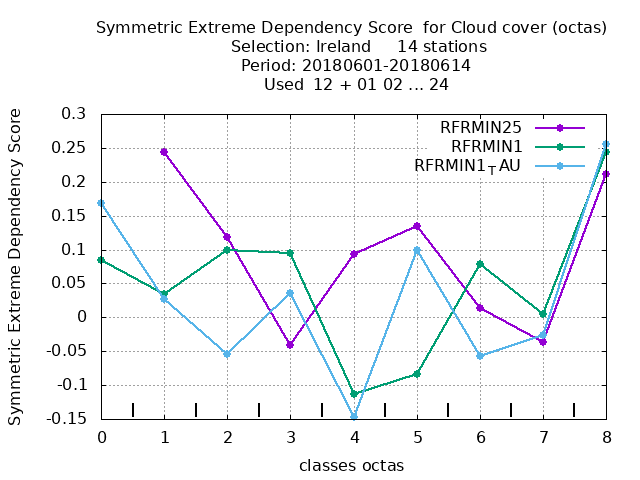 Symmetric Extreme Dependency Score  for Cloud cover (octas)
Selection: Ireland     14 stations
Period: 20180601-20180614
Used  12 + 01 02 ... 24
Symmetric Extreme Dependency Score
0.3
0.25
0.2
0.15
0.1
0.05
0
-0.05
-0.1
-0.15
RFRMIN25
RFRMIN1
RFRMIN1TAU
0 1 2 3 4 5 6 7 8
classes octas